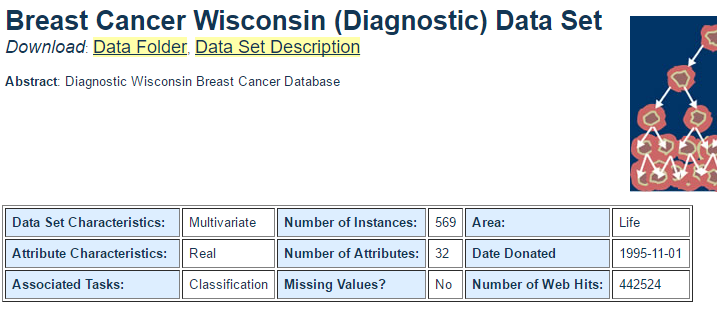 Breast Cancer Wisconsin (Diagnostic) Data Set
Download: Data Folder, Data Set Description
Abstract: Diagnostic Wisconsin Breast Cancer Database
Data Set Characteristics: Multivariate Number of Instances: 569 Area: Life
Attribute Characteristics: Real Number of Attributes: 32 Date Donated 1995-11-01
Associated Tasks: Classification Missing Values? No Number of Web Hits: 442524